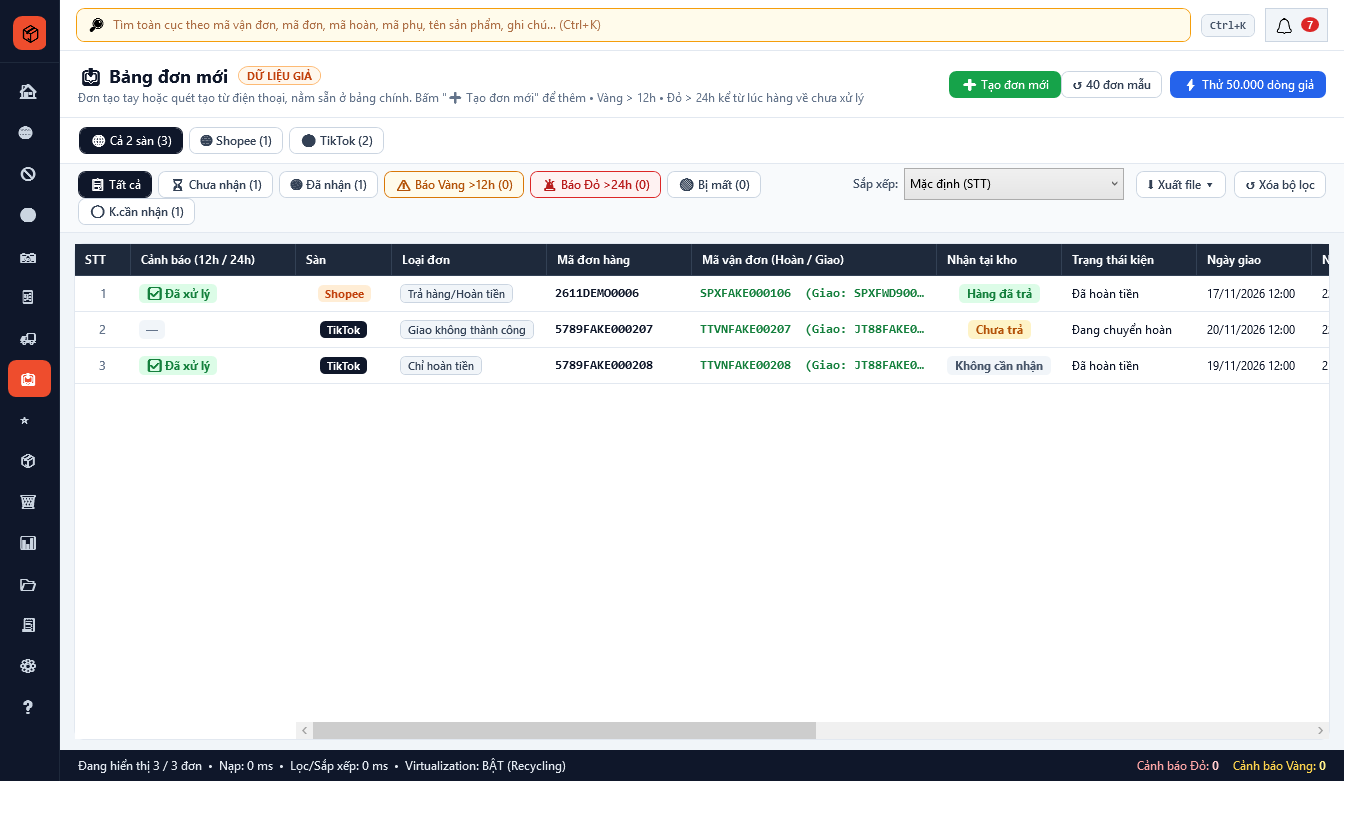 Tìm toàn cục theo mã vận đơn, mã đơn, mã hoàn, mã phụ, tên sản phẩm, ghi chú... (Ctrl+K)
Ctrl+K
7
Bảng đơn mới
DỮ LIỆU GIẢ
Đơn tạo tay hoặc quét tạo từ điện thoại, nằm sẵn ở bảng chính. Bấm "➕ Tạo đơn mới" để thêm • Vàng > 12h • Đỏ > 24h kể từ lúc hàng về chưa xử lý
Tạo đơn mới
↺ 40 đơn mẫu
Thử 50.000 dòng giả
Cả 2 sàn (3)
Shopee (1)
TikTok (2)
Tất cả
Chưa nhận (1)
Đã nhận (1)
Báo Vàng >12h (0)
Báo Đỏ >24h (0)
Bị mất (0)
Sắp xếp:
Mặc định (STT)
⬇ Xuất file ▾
↺ Xóa bộ lọc
K.cần nhận (1)
STT Cảnh báo (12h / 24h) Sàn Loại đơn Mã đơn hàng Mã vận đơn (Hoàn / Giao) Nhận tại kho Trạng thái kiện Ngày giao N
1 Đã xử lý Shopee Trả hàng/Hoàn tiền 2611DEMO0006 SPXFAKE000106 (Giao: SPXFWD900… Hàng đã trả Đã hoàn tiền 17/11/2026 12:00 2
2 — TikTok Giao không thành công 5789FAKE000207 TTVNFAKE00207 (Giao: JT88FAKE0… Chưa trả Đang chuyển hoàn 20/11/2026 12:00 2
3 Đã xử lý TikTok Chỉ hoàn tiền 5789FAKE000208 TTVNFAKE00208 (Giao: JT88FAKE0… Không cần nhận Đã hoàn tiền 19/11/2026 12:00 2
Đang hiển thị 3 / 3 đơn • Nạp: 0 ms • Lọc/Sắp xếp: 0 ms • Virtualization: BẬT (Recycling)
Cảnh báo Đỏ: 0
Cảnh báo Vàng: 0